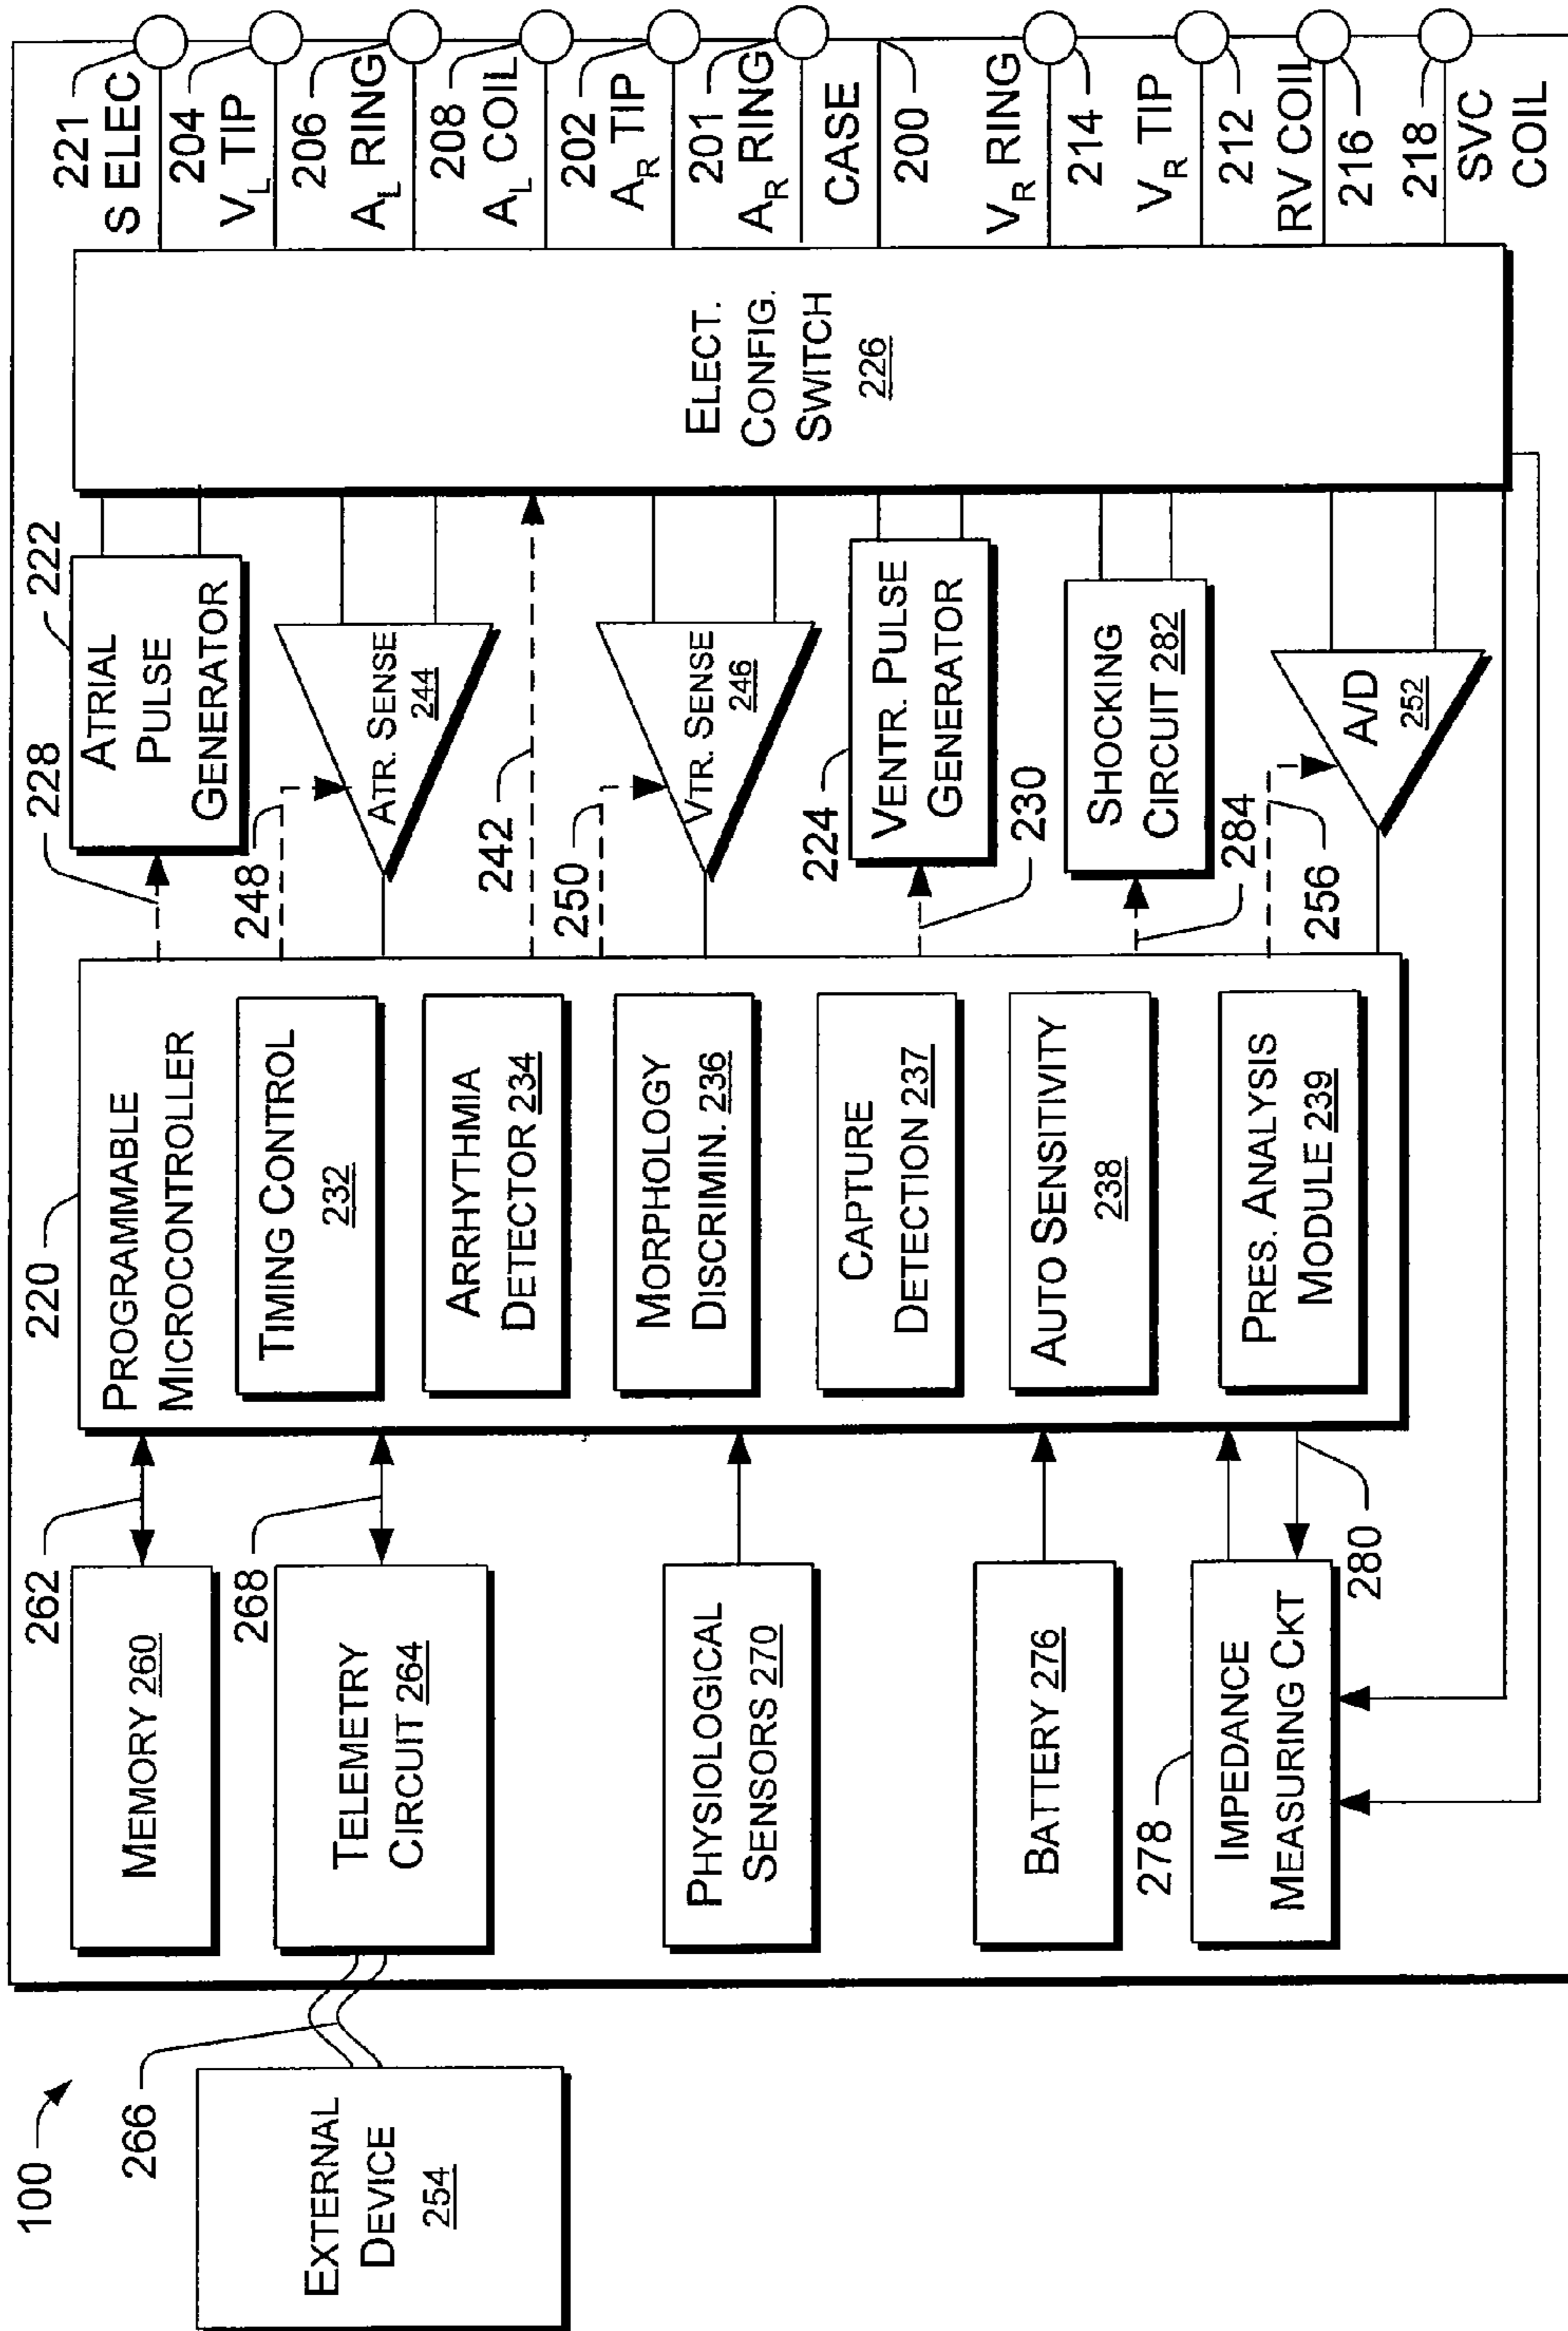 100
266
EXTERNAL
DEVICE
254
262
MEMORY 260
268
TELEMETRY
CIRCUIT 264
PHYSIOLOGICAL
SENSORS 270
BATTERY 276
278
IMPEDANCE
MEASURING CKT
280
220
PROGRAMMABLE
MICROCONTROLLER
TIMING CONTROL
232
ARRHYTHMIA
DETECTOR 234
MORPHOLOGY
DISCRIMIN. 236
CAPTURE
DETECTION 237
AUTO SENSITIVITY
238
PRES. ANALYSIS
MODULE 239
228
222
ATRIAL
PULSE
GENERATOR
248
ATR. SENSE
244
242
250
VTR. SENSE
246
224
VENTR. PULSE
GENERATOR
230
SHOCKING
CIRCUIT 282
284
256
A/D
252
ELECT.
CONFIG.
SWITCH
226
221
S ELEC
204
VL TIP
206
AL RING
208
AL COIL
202
AR TIP
201
AR RING
CASE
200
VR RING
214
VR TIP
212
RV COIL
216
218
SVC
COIL